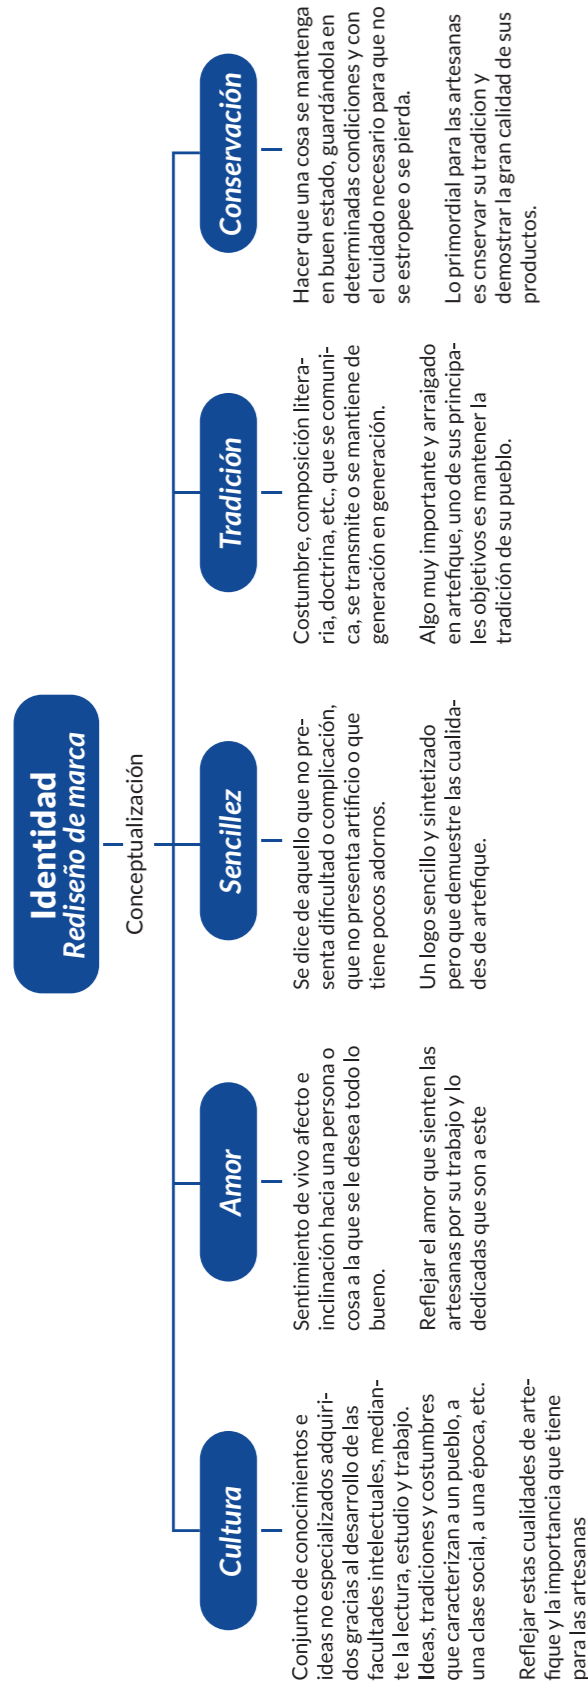 Identidad
Rediseño de marca
Conceptualización
Cultura
Conjunto de conocimientos e
ideas no especializados adquiri-
dos gracias al desarrollo de las
facultades intelectuales, median-
te la lectura, estudio y trabajo.
Ideas, tradiciones y costumbres
que caracterizan a un pueblo, a
una clase social, a una época, etc.
Reflejar estas cualidades de arte-
fique y la importancia que tiene
para las artesanas
Amor
Sentimiento de vivo afecto e
inclinación hacia una persona o
cosa a la que se le desea todo lo
bueno.
Reflejar el amor que sienten las
artesanas por su trabajo y lo
dedicadas que son a este
Sencillez
Se dice de aquello que no pre-
senta dificultad o complicación,
que no presenta artificio o que
tiene pocos adornos.
Un logo sencillo y sintetizado
pero que demuestre las cualida-
des de artefique.
Tradición
Costumbre, composición litera-
ria, doctrina, etc., que se comuni-
ca, se transmite o se mantiene de
generación en generación.
Algo muy importante y arraigado
en artefique, uno de sus principa-
les objetivos es mantener la
tradición de su pueblo.
Conservación
Hacer que una cosa se mantenga
en buen estado, guardándola en
determinadas condiciones y con
el cuidado necesario para que no
se estropee o se pierda.
Lo primordial para las artesanas
es cnservar su tradicion y
demostrar la gran calidad de sus
productos.